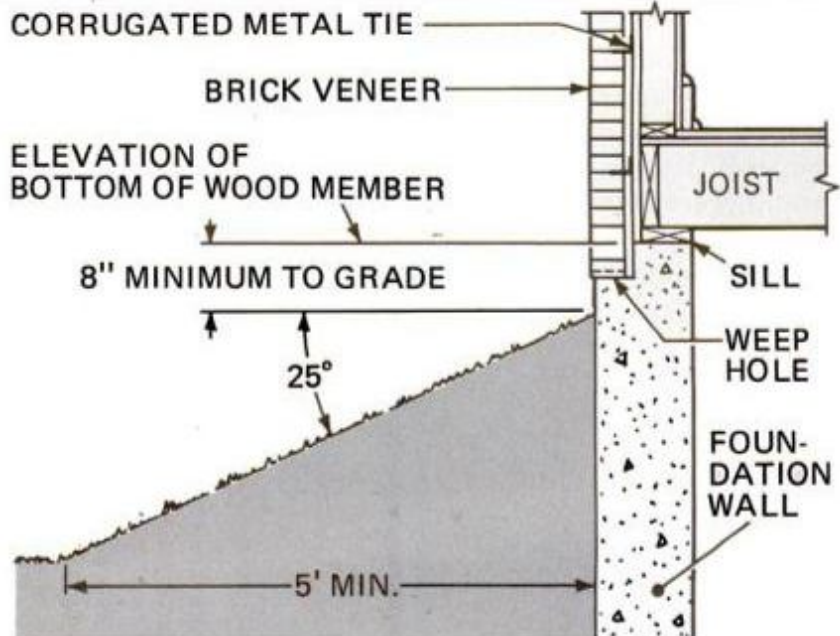 CORRUGATED METAL TIE
BRICK VENEER
ELEVATION OF
BOTTOM OF WOOD MEMBER
JOIST
8" MINIMUM TO GRADE
SILL
WEEP
HOLE
25°
FOUN-
DATION
WALL
5' MIN.